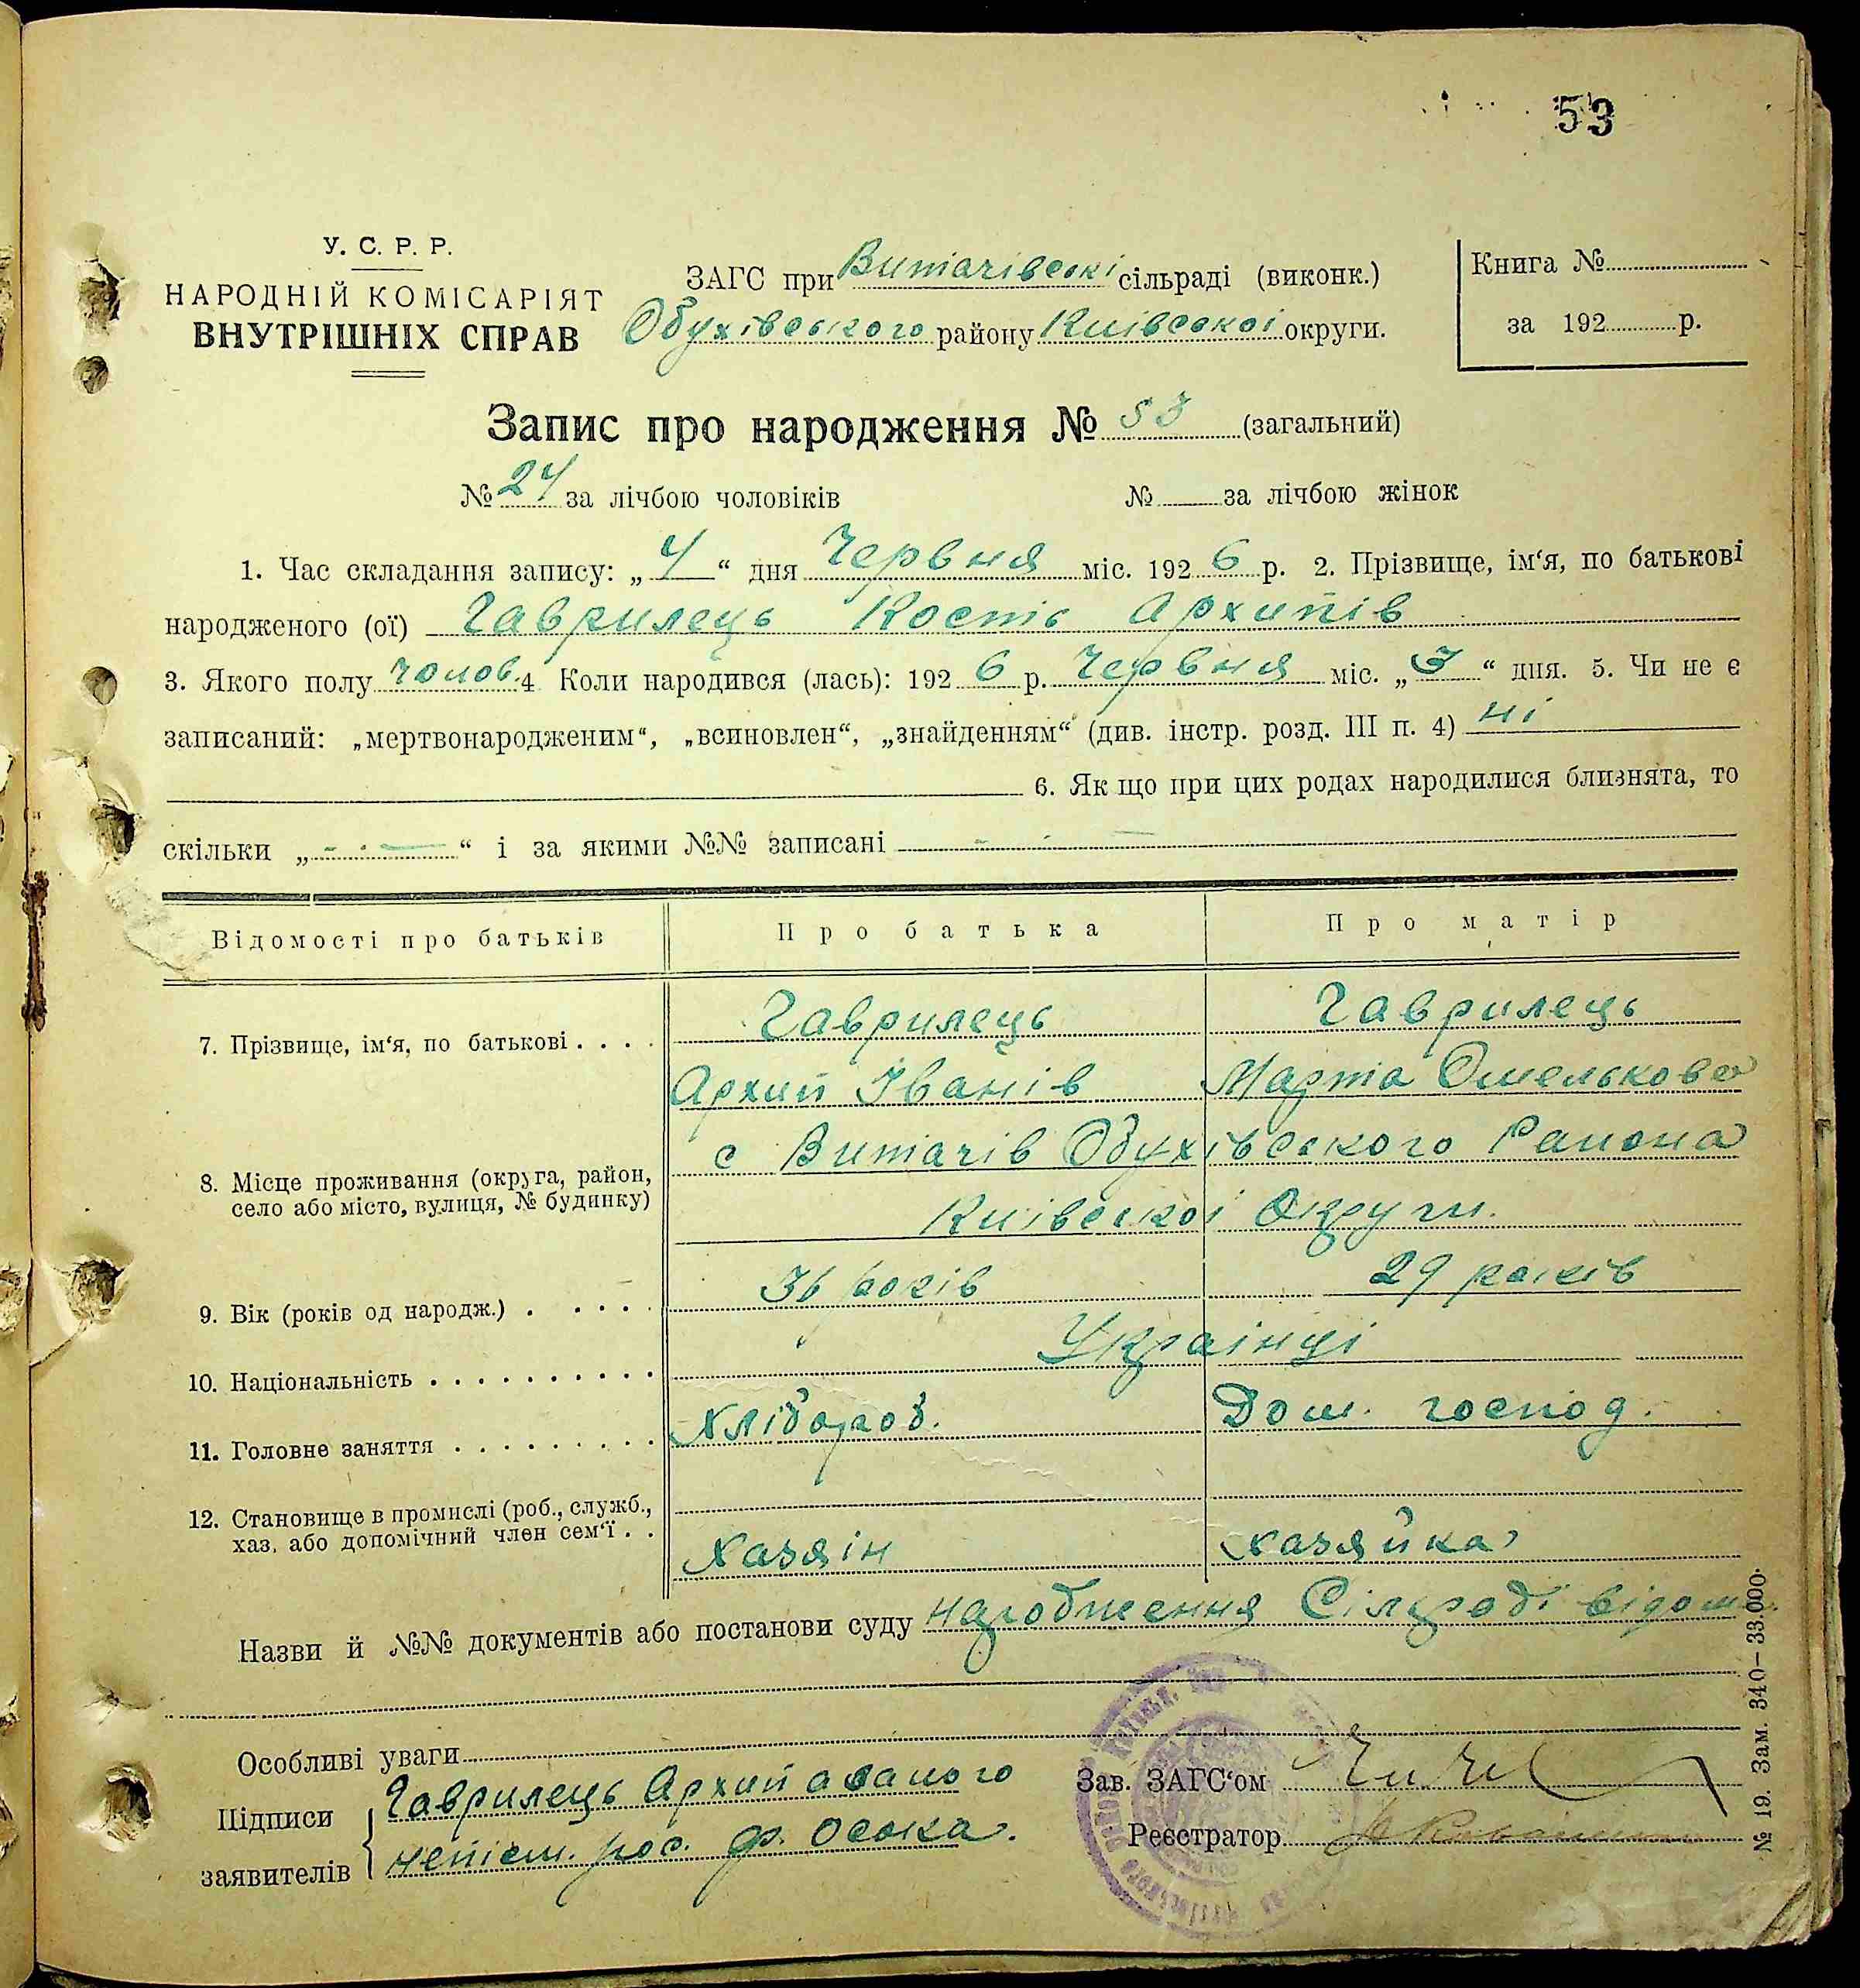 53
У. С. Р. Р.
НАРОДНІЙ КОМІСАРІЯТ
ВНУТРІШНІХ СПРАВ
ЗАГС при Витачівські сільраді (виконк.)
Обухівського району Київської округи.
Книга №
за 192 р.
Запис про народження № 53 (загальний)
№ 24 за лічбою чоловіків № за лічбою жінок
1. Час складання запису: „4“ дня Червня міс. 1926 р. 2. Прізвище, ім‘я, по батькові
народженого (ої) Гаврилець Кость Архипів
3. Якого полу чолов. 4 Коли народився (лась): 1926 р. Червня міс. „3“ дня. 5. Чи не є
записаний: „мертвонародженим“, „всиновлен“, „знайденням“ (див. інстр. розд. III п. 4) ні
6. Як що при цих родах народилися близнята, то
скільки „ - “ і за якими №№ записані -
Відомості про батьків Про батька Про матір
7. Прізвище, ім‘я, по батькові . . . . Гаврилець Гаврилець
Архип Іванів Марта Омелькова
8. Місце проживання (округа, район, с Витачів Обухівського Района
село або місто, вулиця, № будинку) Київськоі Округи.
9. Вік (років од народж.) . . . . . 36 років 29 років
10. Національність . . . . . . . . . . Українці
11. Головне заняття . . . . . . . . . Хлібороб. Дом. господ.
12. Становище в промислі (роб., служб.,
хаз. або допомічний член сем‘ї . . Хазяін хазяйка
Назви й №№ документів або постанови суду народження Сілраді відом
Особливі уваги
Підписи Гаврилець Архип а за його
заявителів непісм. рос. ф. Оська.
Зав. ЗАГС‘ом
Реєстратор
№ 19. Зам. 340—33.000.